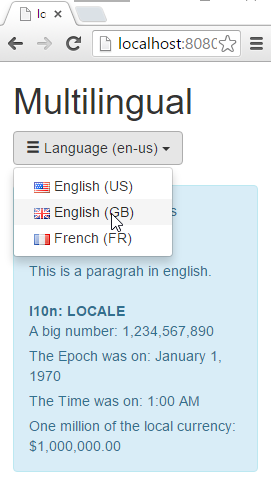 lo
localhost:8080
Multilingual
Language (en-us)
English (US)
English (GB)
French (FR)
This is a paragrah in english.
l10n: LOCALE
A big number: 1,234,567,890
The Epoch was on: January 1,
1970
The Time was on: 1:00 AM
One million of the local currency:
$1,000,000.00